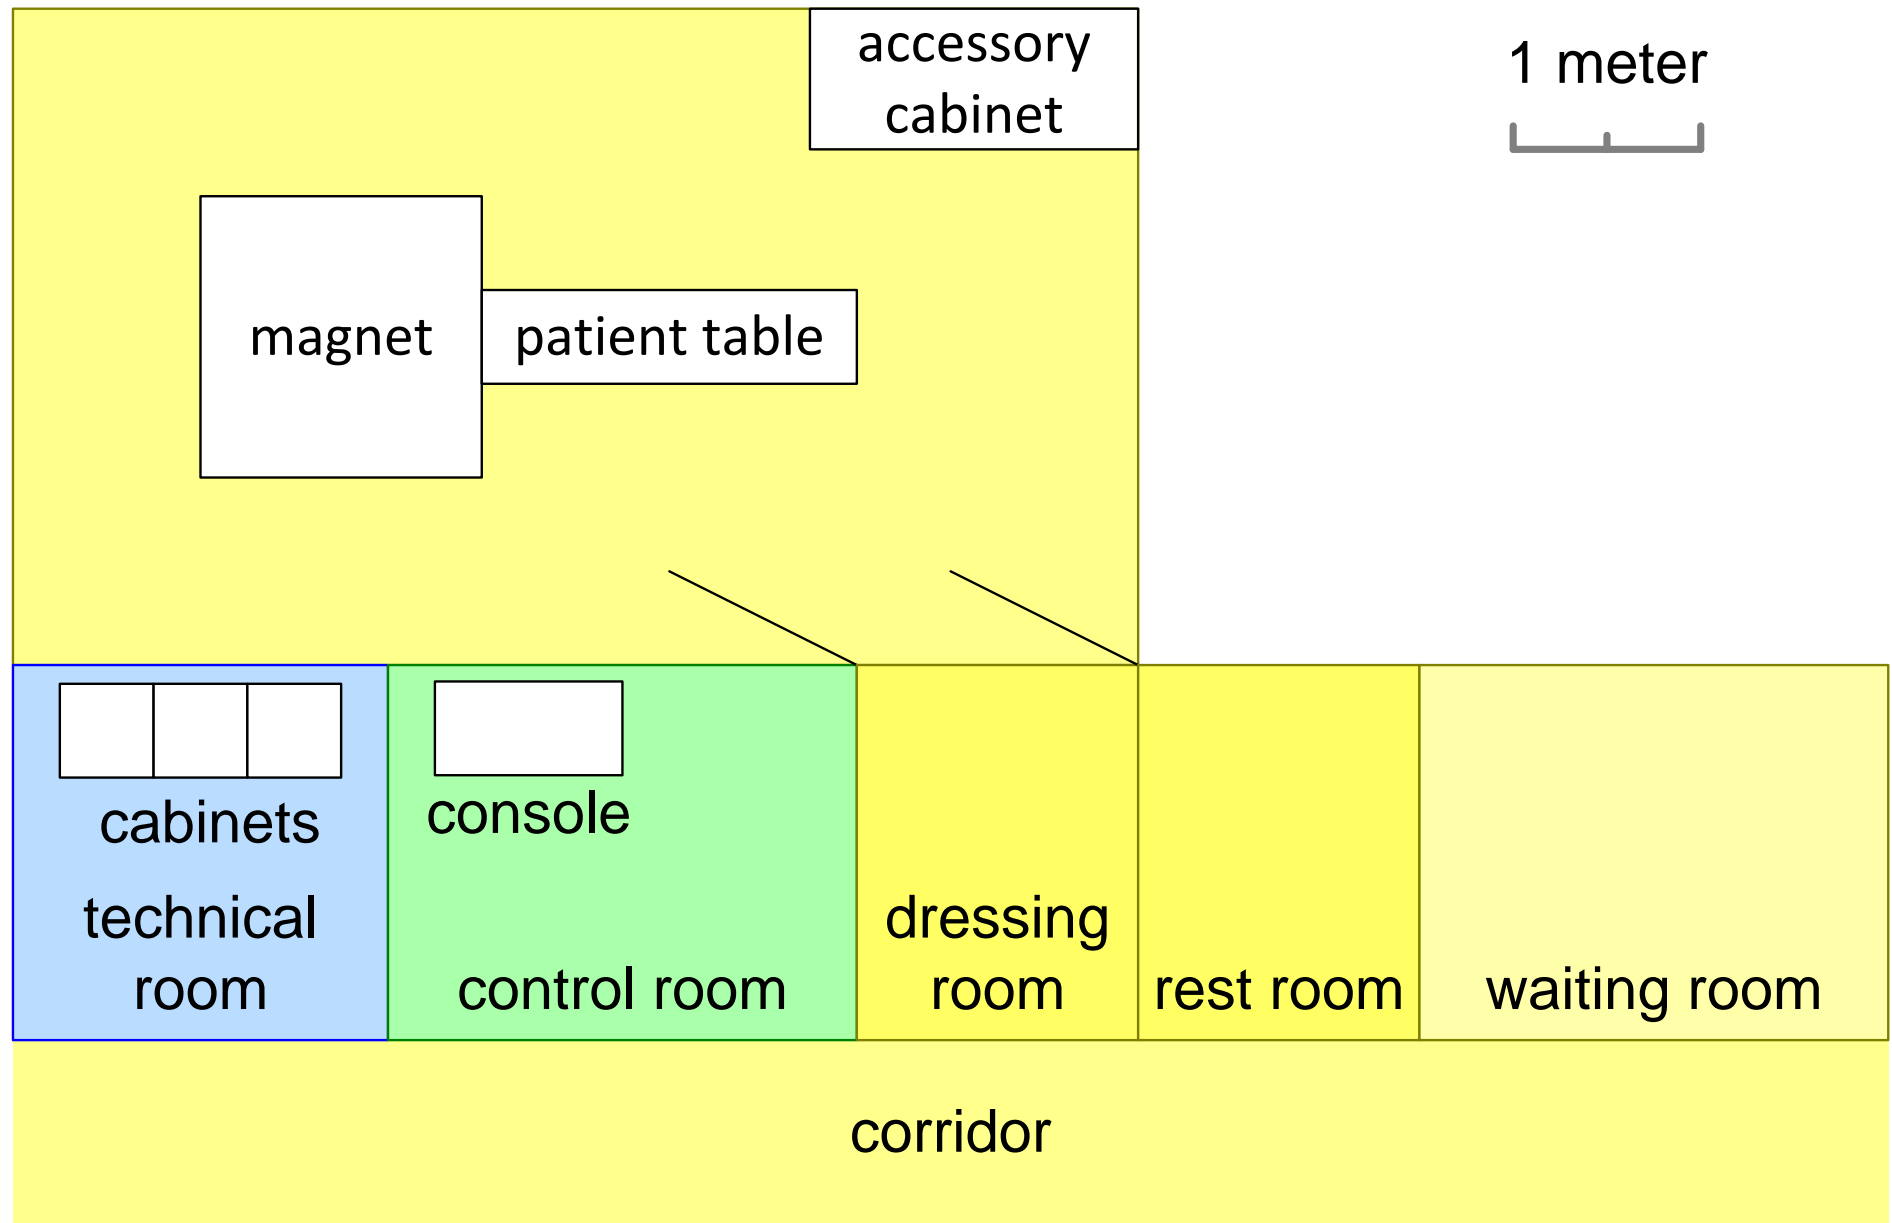 accessory
cabinet
1 meter
magnet
patient table
cabinets
console
technical
room
control room
dressing
room
rest room
waiting room
corridor